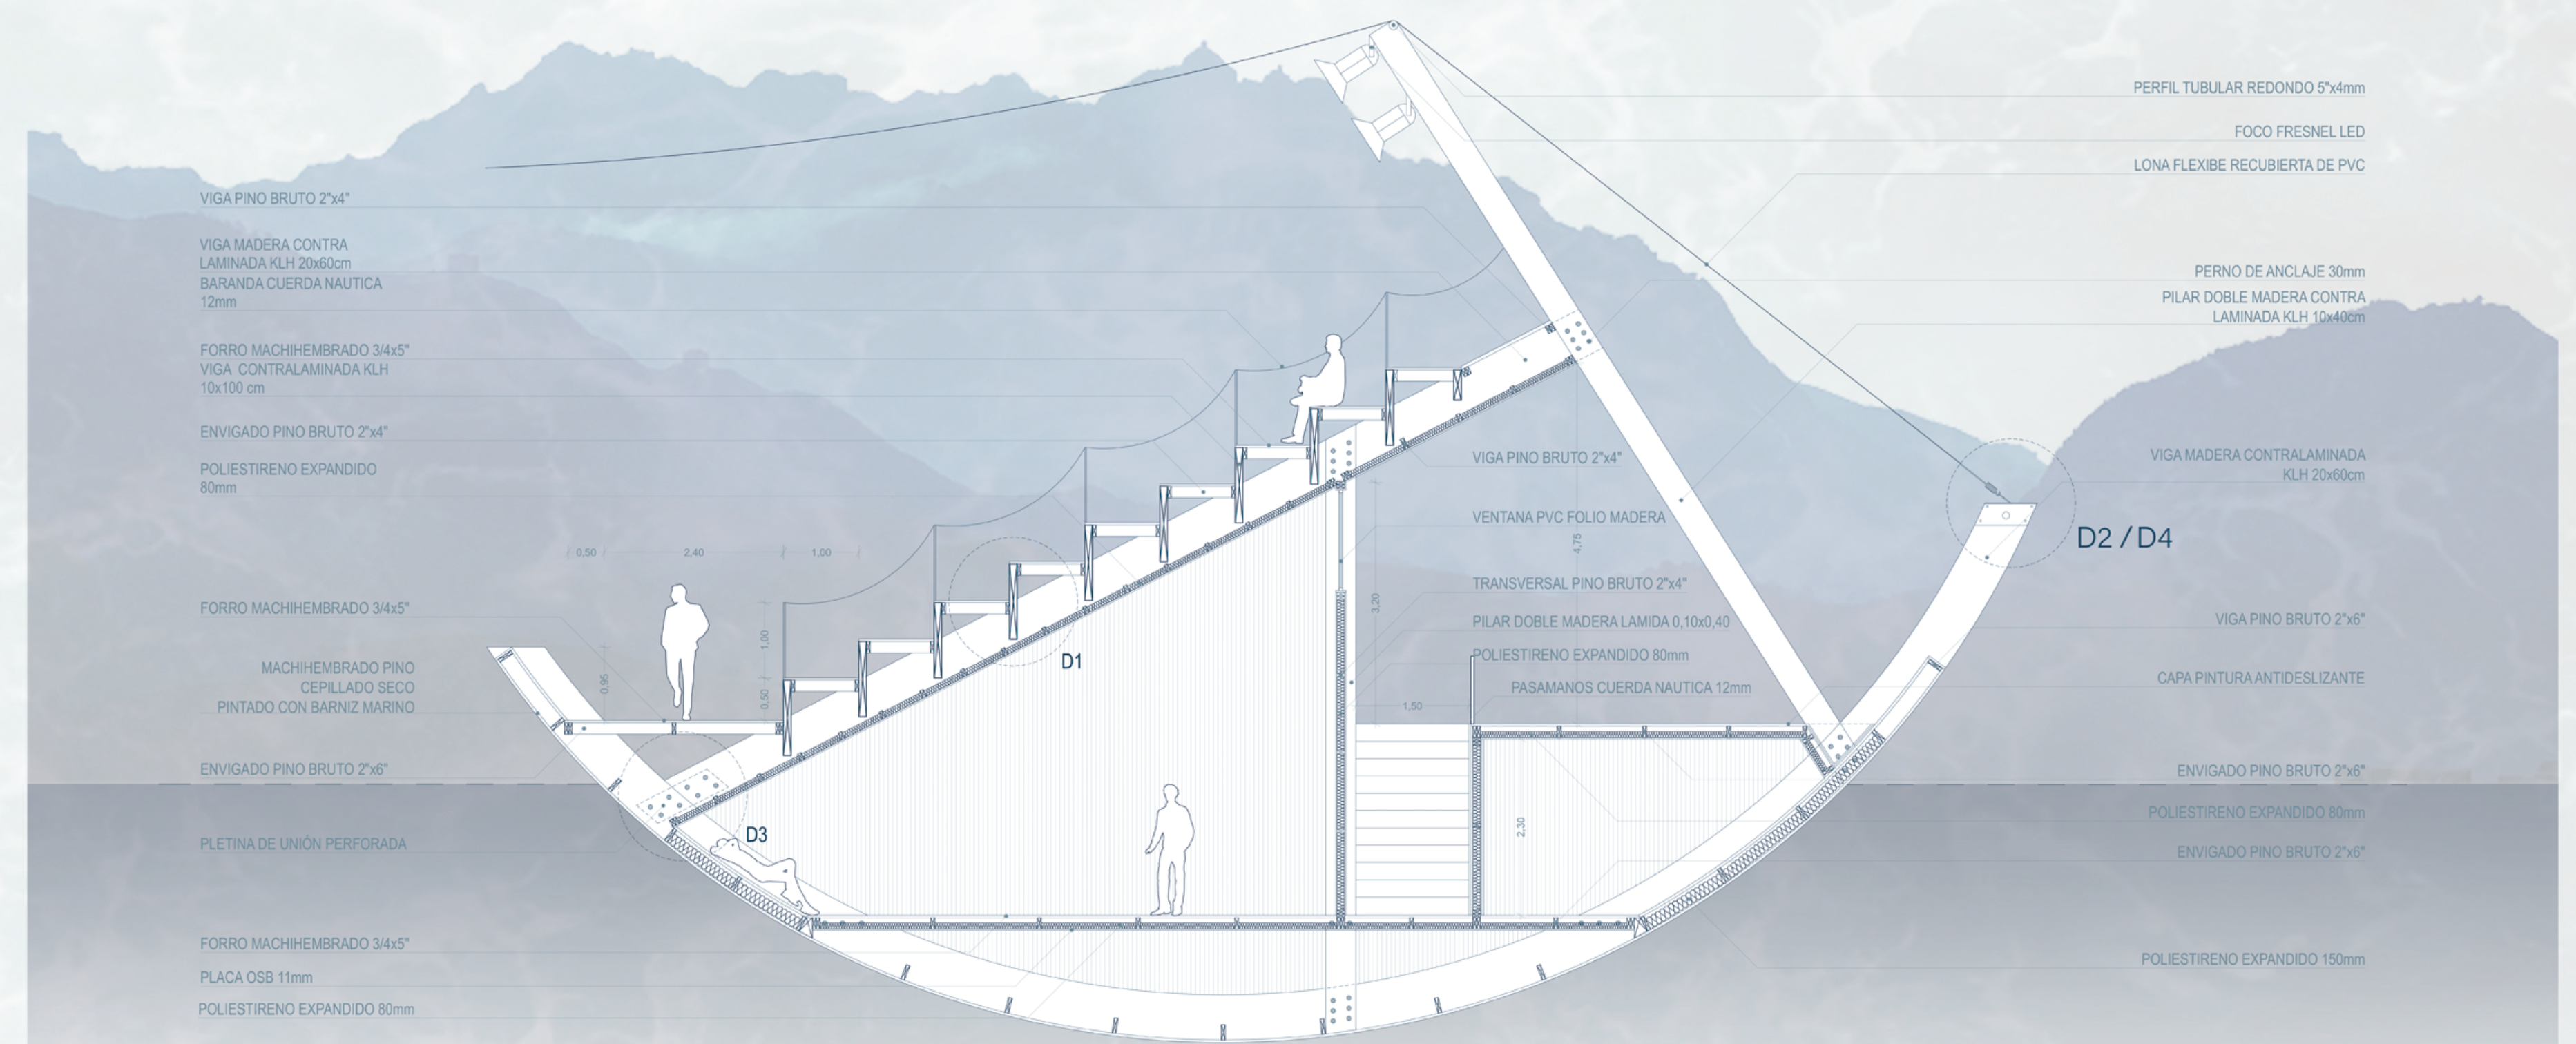 VIGA PINO BRUTO 2"x4"
VIGA MADERA CONTRA
LAMINADA KLH 20x60cm
BARANDA CUERDA NAUTICA
12mm
FORRO MACHIHEMBRADO 3/4x5"
VIGA CONTRALAMINADA KLH
10x100 cm
ENVIGADO PINO BRUTO 2"x4"
POLIESTIRENO EXPANDIDO
80mm
FORRO MACHIHEMBRADO 3/4x5"
MACHIHEMBRADO PINO
CEPILLADO SECO
PINTADO CON BARNIZ MARINO
ENVIGADO PINO BRUTO 2"x6"
PLETINA DE UNIÓN PERFORADA
FORRO MACHIHEMBRADO 3/4x5"
PLACA OSB 11mm
POLIESTIRENO EXPANDIDO 80mm
0,50
2,40
1,00
1,00
0,50
0,95
D1
D3
VIGA PINO BRUTO 2"x4"
VENTANA PVC FOLIO MADERA
TRANSVERSAL PINO BRUTO 2"x4"
PILAR DOBLE MADERA LAMIDA 0,10x0,40
POLIESTIRENO EXPANDIDO 80mm
PASAMANOS CUERDA NAUTICA 12mm
4,75
3,20
1,50
2,30
PERFIL TUBULAR REDONDO 5"x4mm
FOCO FRESNEL LED
LONA FLEXIBE RECUBIERTA DE PVC
PERNO DE ANCLAJE 30mm
PILAR DOBLE MADERA CONTRA
LAMINADA KLH 10x40cm
VIGA MADERA CONTRALAMINADA
KLH 20x60cm
D2 / D4
VIGA PINO BRUTO 2"x6"
CAPA PINTURA ANTIDESLIZANTE
ENVIGADO PINO BRUTO 2"x6"
POLIESTIRENO EXPANDIDO 80mm
ENVIGADO PINO BRUTO 2"x6"
POLIESTIRENO EXPANDIDO 150mm